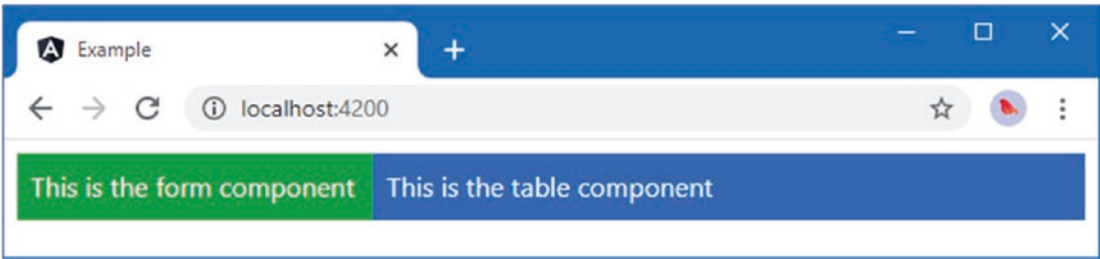 Example
localhost:4200
This is the form component
This is the table component